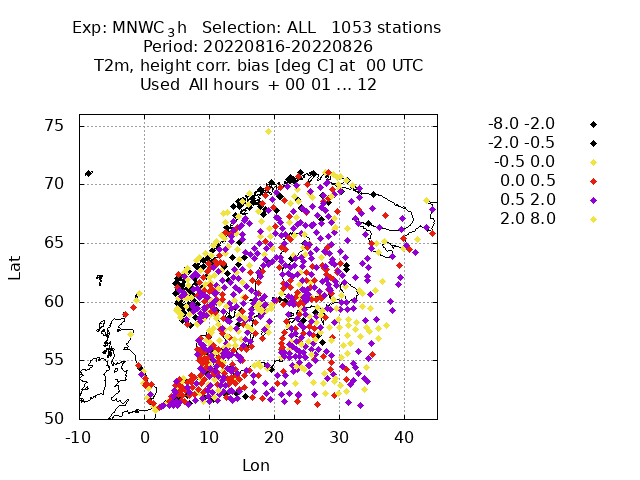 Exp: MNWC_3h   Selection: ALL   1053 stations
Period: 20220816-20220826
T2m, height corr. bias [deg C] at  00 UTC
Used  All hours  + 00 01 ... 12
-8.0 -2.0
-2.0 -0.5
-0.5 0.0
0.0 0.5
0.5 2.0
2.0 8.0
75
70
65
60
55
50
Lat
-10 0 10 20 30 40
Lon